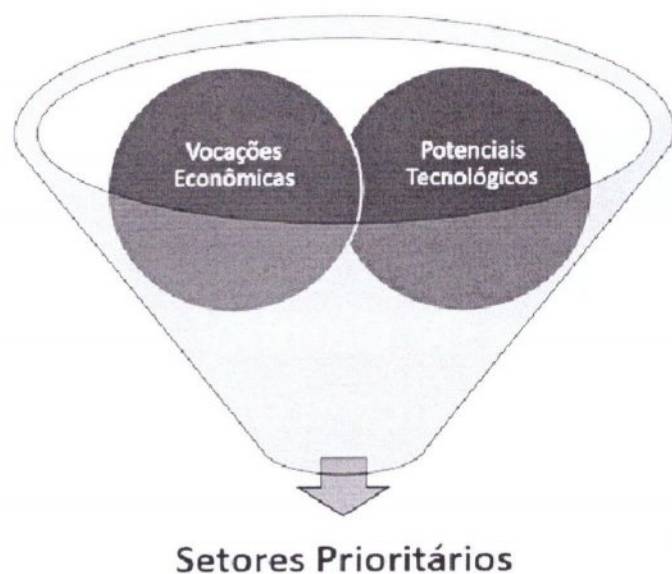 Vocações
Econômicas
Potenciais
Tecnológicos
Setores Prioritários